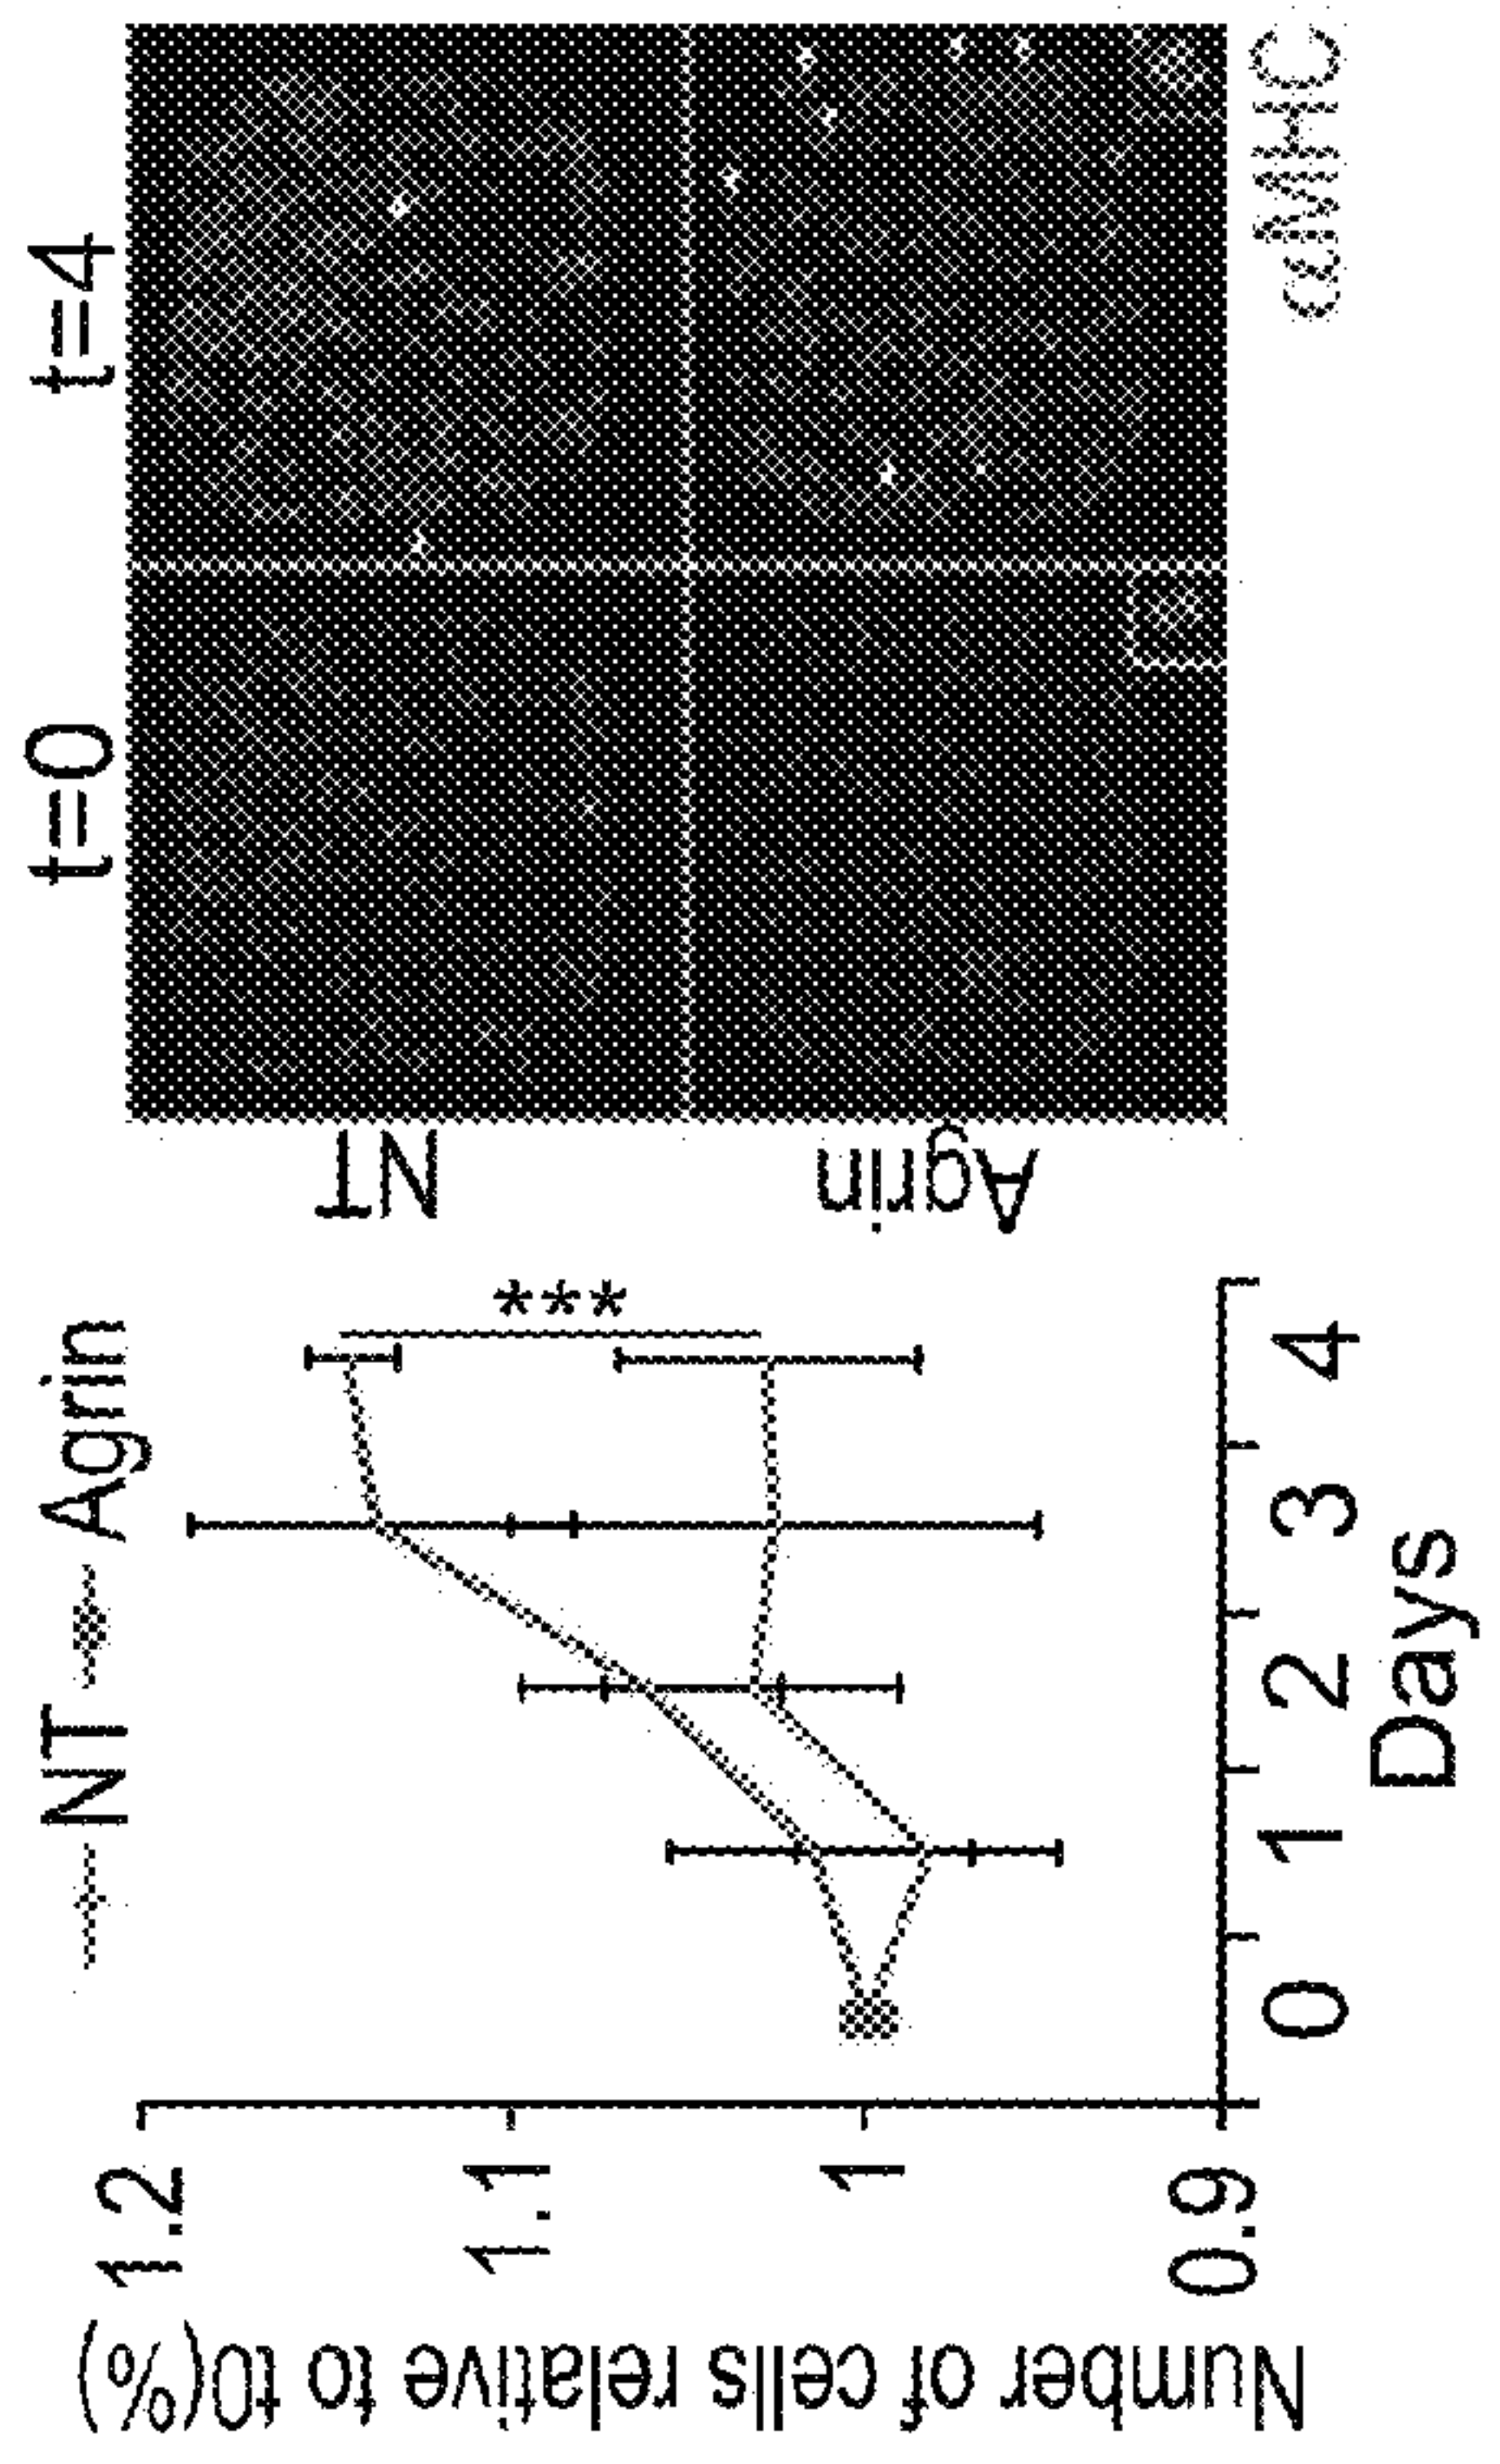 NT Agrin
Number of cells relative to t0(%)
1.2
1.1
1
0.9
0 1 2 3 4
Days
***
t=0 t=4
NT
Agrin
αMHC